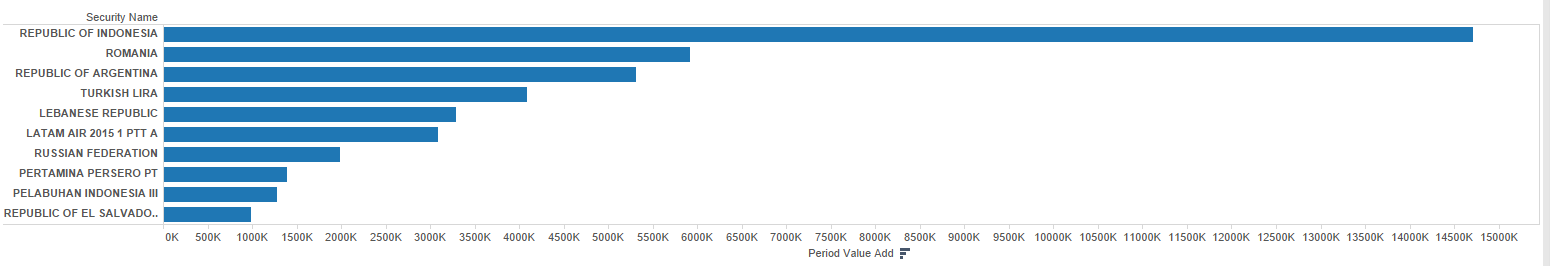 Security Name
REPUBLIC OF INDONESIA
ROMANIA
REPUBLIC OF ARGENTINA
TURKISH LIRA
LEBANESE REPUBLIC
LATAM AIR 2015 1 PTT A
RUSSIAN FEDERATION
PERTAMINA PERSERO PT
PELABUHAN INDONESIA III
REPUBLIC OF EL SALVADO..
0K 500K 1000K 1500K 2000K 2500K 3000K 3500K 4000K 4500K 5000K 5500K 6000K 6500K 7000K 7500K 8000K 8500K 9000K 9500K 10000K 10500K 11000K 11500K 12000K 12500K 13000K 13500K 14000K 14500K 15000K
Period Value Add